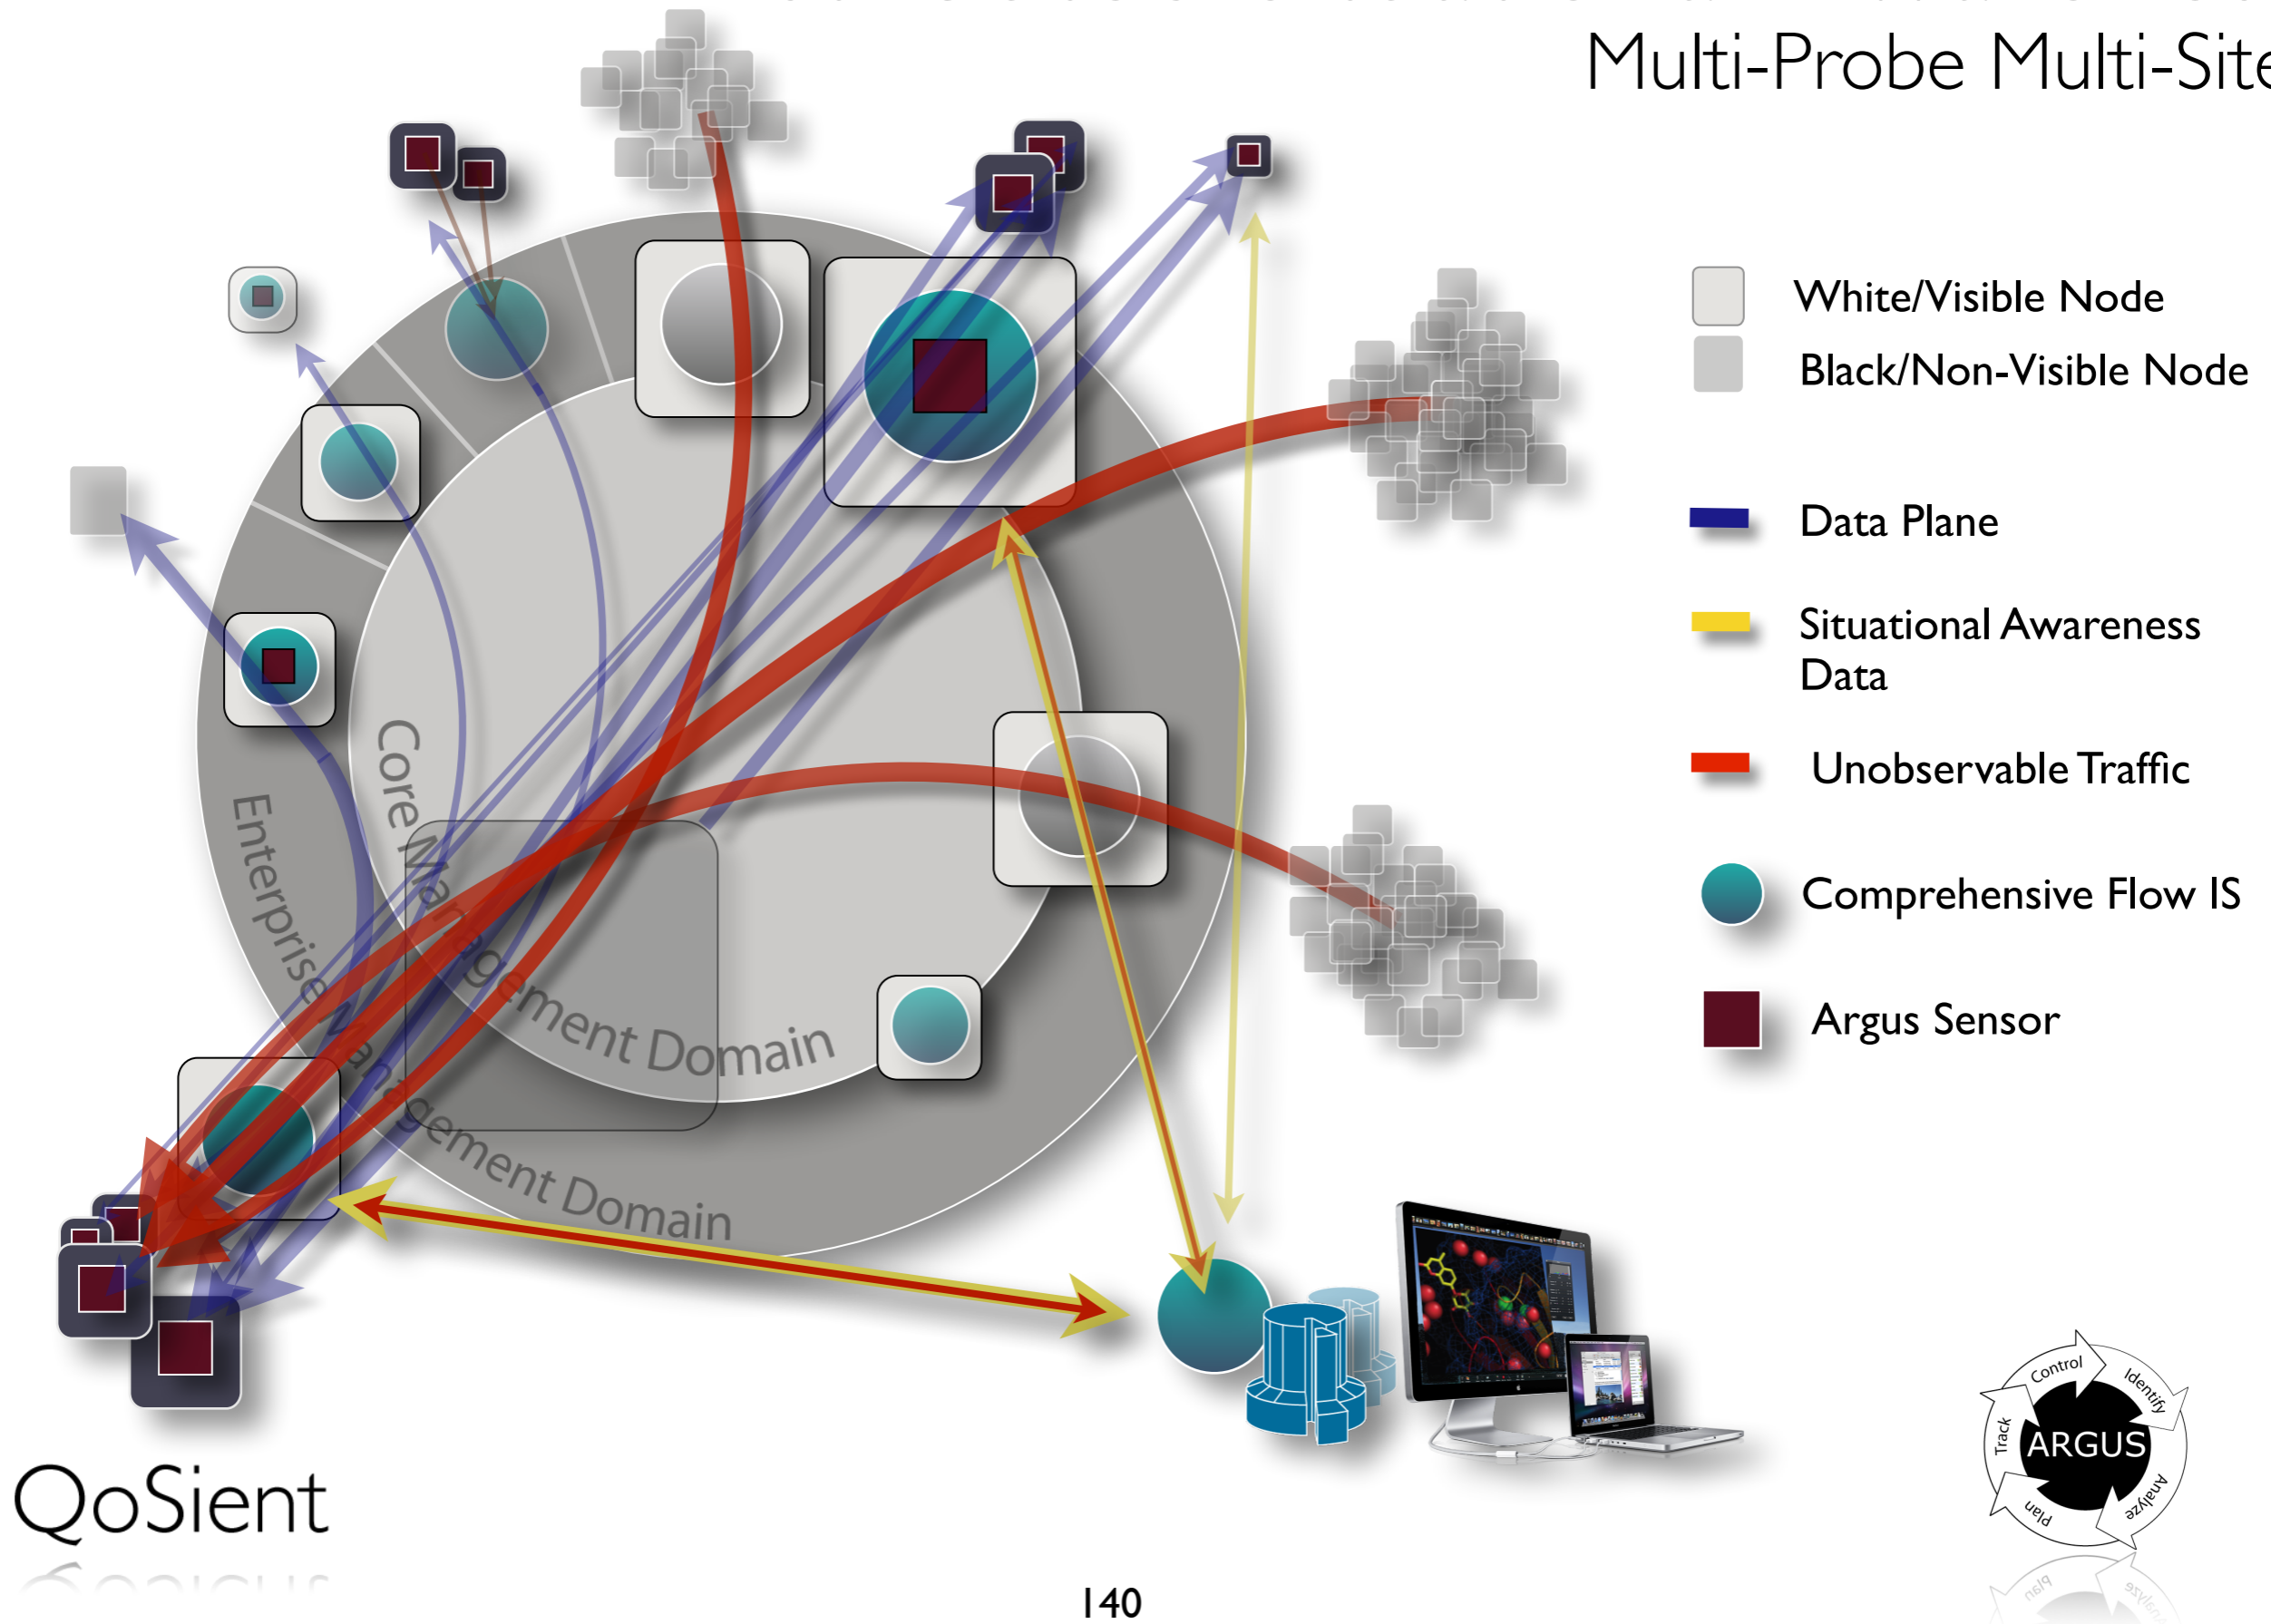 Multi-Probe Multi-Site
White/Visible Node
Black/Non-Visible Node
Data Plane
Situational Awareness
Data
Unobservable Traffic
Comprehensive Flow IS
Argus Sensor
Core Management Domain
Enterprise Management Domain
Control
Identify
Analyze
Plan
Track
ARGUS
QoSient
140